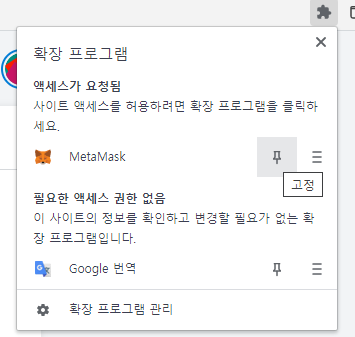 확장 프로그램
액세스가 요청됨
사이트 액세스를 허용하려면 확장 프로그램을 클릭하
세요.
MetaMask
고정
필요한 액세스 권한 없음
이 사이트의 정보를 확인하고 변경할 필요가 없는 확
장 프로그램입니다.
Google 번역
확장 프로그램 관리